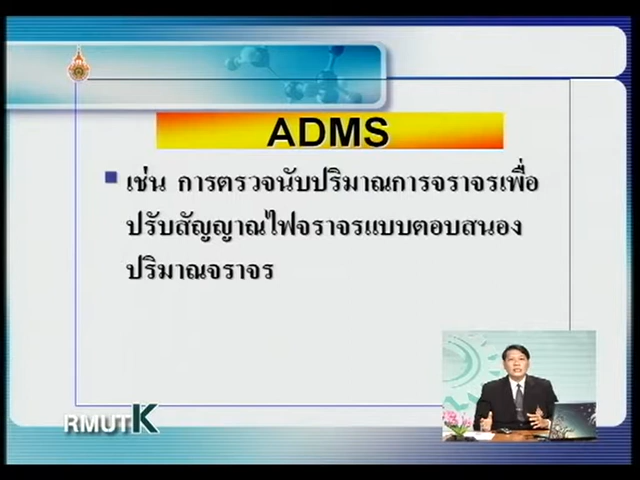 ADMS
เช่น การตรวจนับปริมาณการจราจรเพื่อ
ปรับสัญญาณไฟจราจรแบบตอบสนอง
ปริมาณจราจร
RMUTK